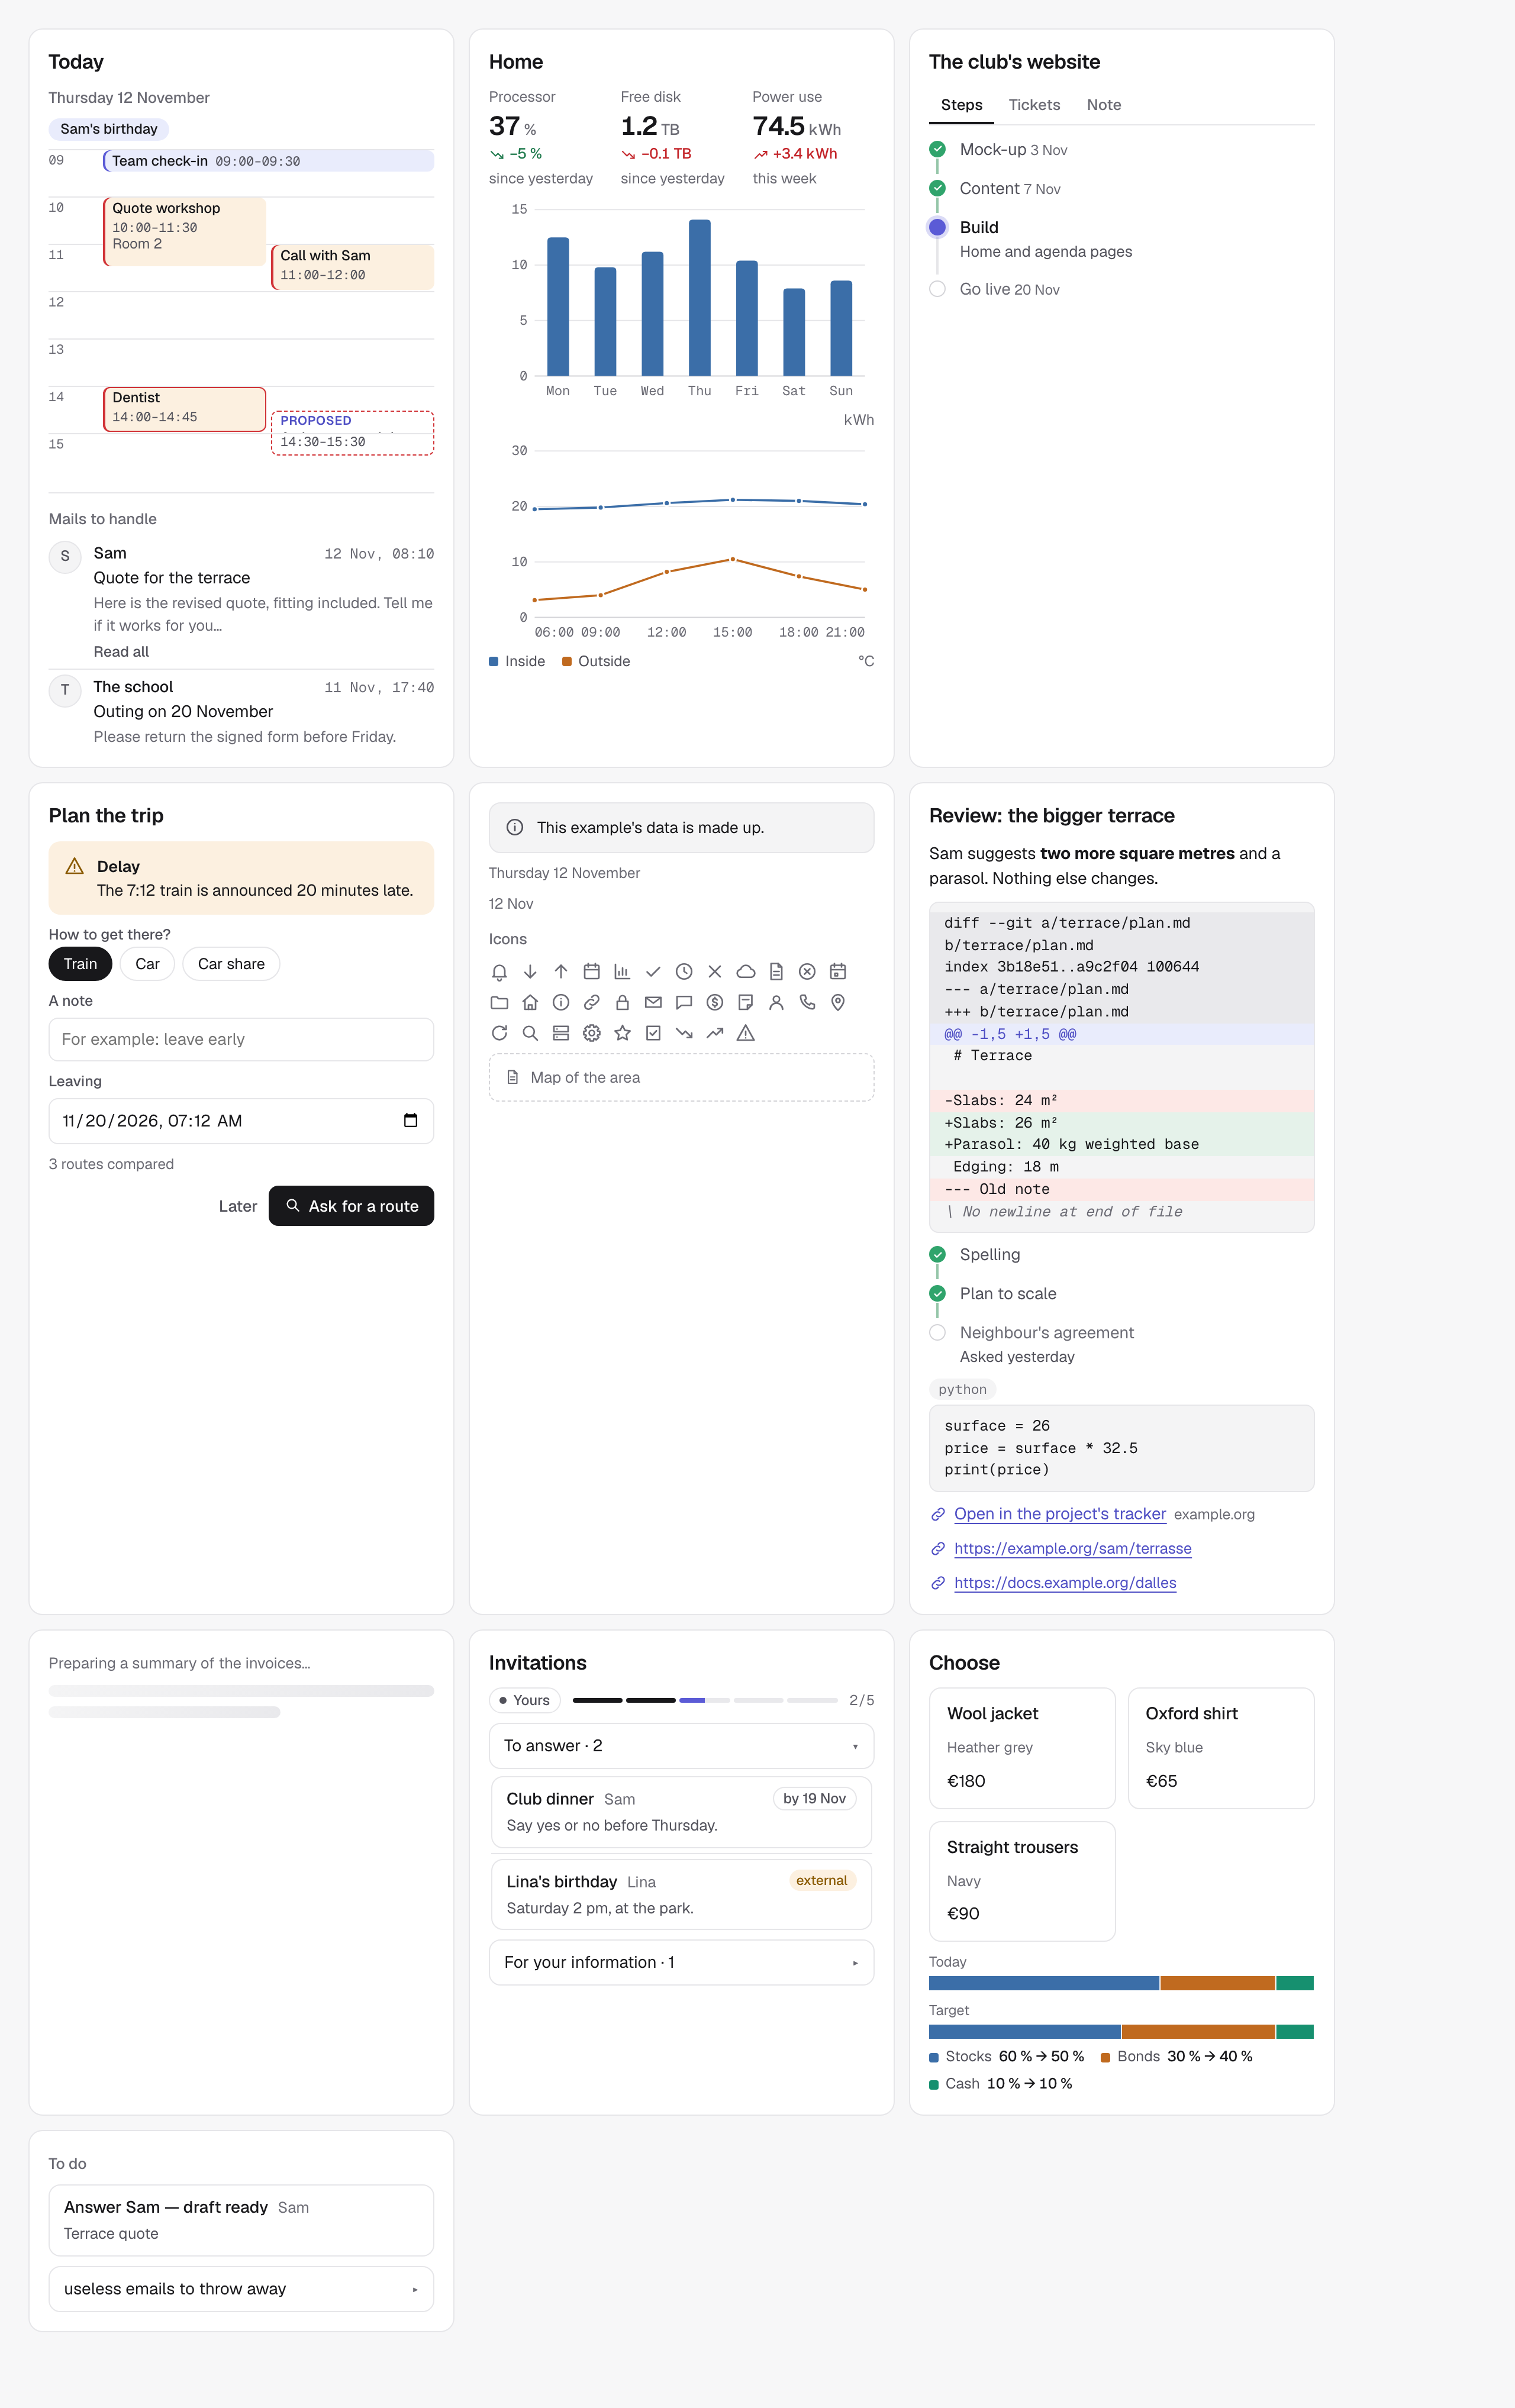 Today
Thursday 12 November
Sam's birthday
09
Team check-in 09:00–09:30
10
Quote workshop
10:00–11:30
Room 2
11
Call with Sam
11:00–12:00
12
13
14
Dentist
14:00–14:45
PROPOSED
14:30–15:30
15
Mails to handle
S
Sam
12 Nov, 08:10
Quote for the terrace
Here is the revised quote, fitting included. Tell me
if it works for you…
Read all
T
The school
11 Nov, 17:40
Outing on 20 November
Please return the signed form before Friday.
Home
Processor
37 %
−5 %
since yesterday
Free disk
1.2 TB
−0.1 TB
since yesterday
Power use
74.5 kWh
+3.4 kWh
this week
15
10
5
0
Mon Tue Wed Thu Fri Sat Sun
kWh
30
20
10
0
06:00 09:00 12:00 15:00 18:00 21:00
Inside Outside °C
The club's website
Steps Tickets Note
Mock-up 3 Nov
Content 7 Nov
Build
Home and agenda pages
Go live 20 Nov
Plan the trip
Delay
The 7:12 train is announced 20 minutes late.
How to get there?
Train Car Car share
A note
For example: leave early
Leaving
11/20/2026, 07:12 AM
3 routes compared
Later Ask for a route
This example's data is made up.
Thursday 12 November
12 Nov
Icons
Map of the area
Review: the bigger terrace
Sam suggests two more square metres and a
parasol. Nothing else changes.
diff --git a/terrace/plan.md
b/terrace/plan.md
index 3b18e51..a9c2f04 100644
--- a/terrace/plan.md
+++ b/terrace/plan.md
@@ -1,5 +1,5 @@
# Terrace
-Slabs: 24 m²
+Slabs: 26 m²
+Parasol: 40 kg weighted base
Edging: 18 m
--- Old note
\ No newline at end of file
Spelling
Plan to scale
Neighbour's agreement
Asked yesterday
python
surface = 26
price = surface * 32.5
print(price)
Open in the project's tracker example.org
https://example.org/sam/terrasse
https://docs.example.org/dalles
Preparing a summary of the invoices…
Invitations
Yours 2/5
To answer · 2
Club dinner Sam by 19 Nov
Say yes or no before Thursday.
Lina's birthday Lina external
Saturday 2 pm, at the park.
For your information · 1
Choose
Wool jacket
Heather grey
€180
Oxford shirt
Sky blue
€65
Straight trousers
Navy
€90
Today
Target
Stocks 60 % → 50 % Bonds 30 % → 40 %
Cash 10 % → 10 %
To do
Answer Sam — draft ready Sam
Terrace quote
useless emails to throw away